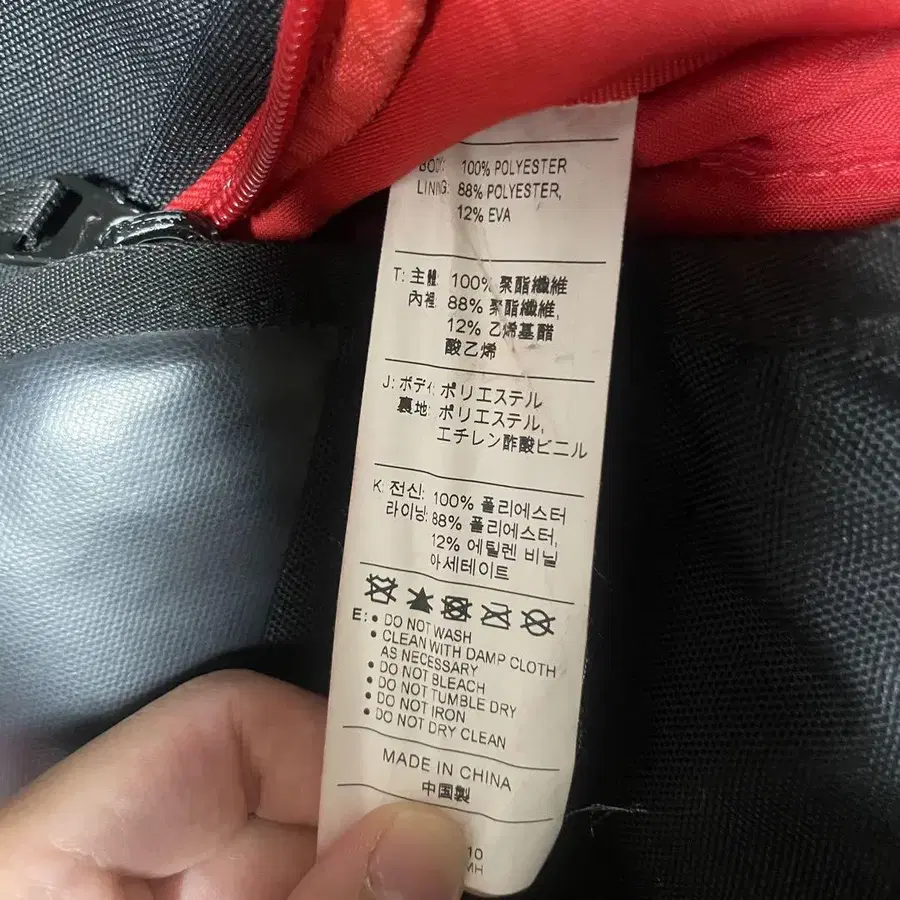 BODY: 100% POLYESTER
LINING: 88% POLYESTER,
12% EVA
T: 主體: 100% 聚酯纖維
內裡: 88% 聚酯纖維,
12% 乙烯基醋
酸乙烯
J: ボディ: ポリエステル
裏地: ポリエステル,
エチレン酢酸ビニル
K: 전신: 100% 폴리에스터
라이닝: 88% 폴리에스터,
12% 에틸렌 비닐
아세테이트
E: • DO NOT WASH
• CLEAN WITH DAMP CLOTH
AS NECESSARY
• DO NOT BLEACH
• DO NOT TUMBLE DRY
• DO NOT IRON
• DO NOT DRY CLEAN
MADE IN CHINA
中国製
10
MH